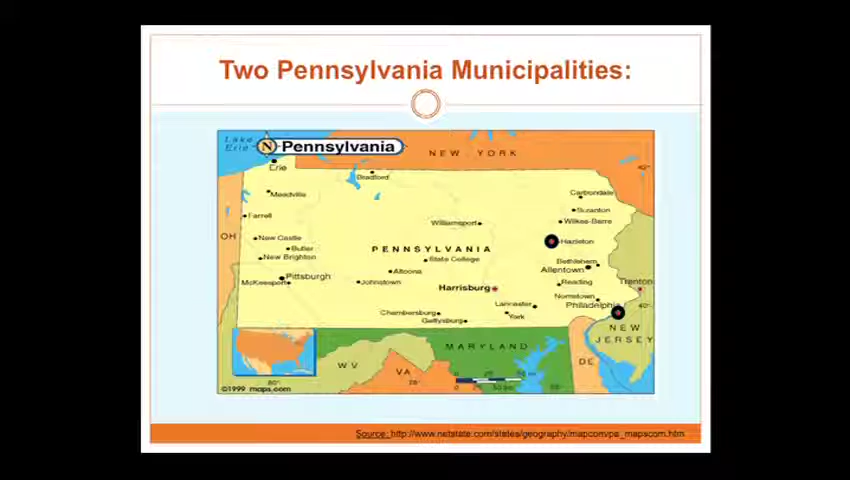 Two Pennsylvania Municipalities:
Lake
Erie
N
Pennsylvania
NEW YORK
42°
Erie
Bradford
Meadville
Carbondale
Farrell
Scranton
Williamsport
Wilkes-Barre
OH
New Castle
PENNSYLVANIA
Hazleton
Butler
New Brighton
State College
Bethlehem
Allentown
Altoona
Pittsburgh
McKeesport
Johnstown
Harrisburg
Reading
Trenton
Norristown
Lancaster
Philadelphia
40°
Chambersburg
York
Gettysburg
NEW
JERSEY
MARYLAND
WV
VA
DE
80°
©1999 maps.com
Source: http://www.netstate.com/states/geography/mapcom/pa_mapscom.htm